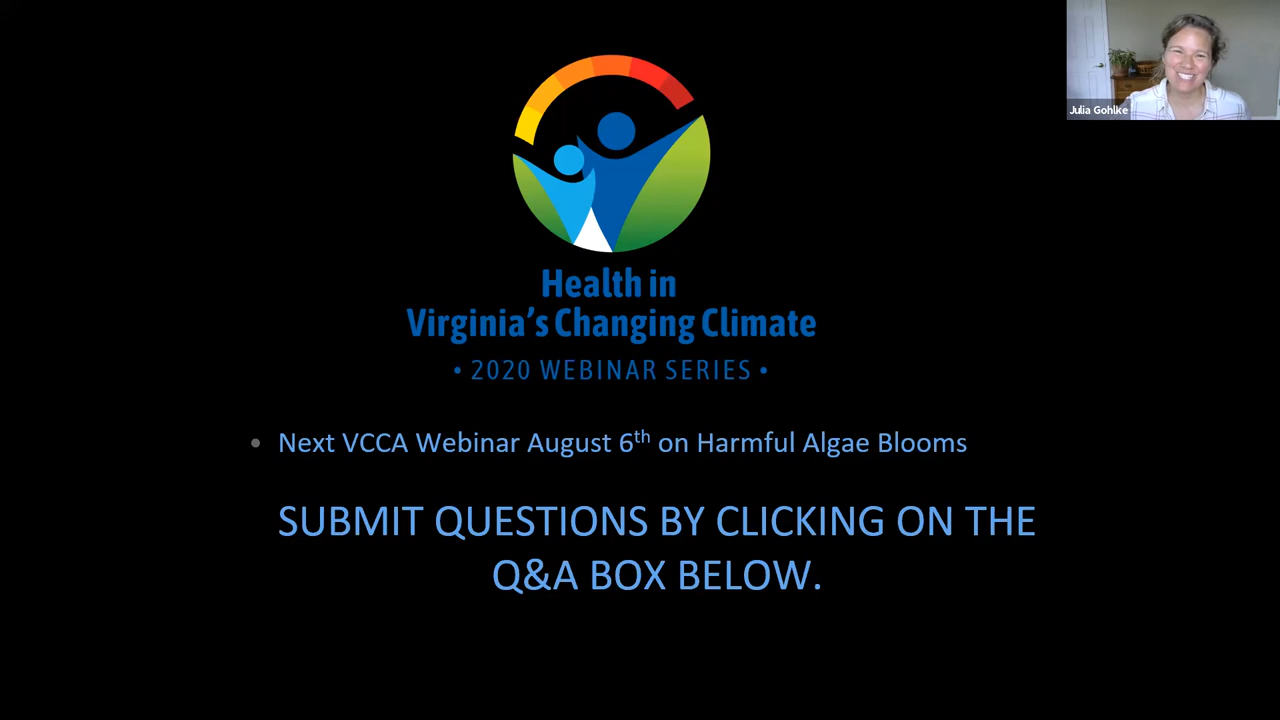 Julia Gohlke
Health in
Virginia's Changing Climate
• 2020 WEBINAR SERIES •
• Next VCCA Webinar August 6th on Harmful Algae Blooms
SUBMIT QUESTIONS BY CLICKING ON THE
Q&A BOX BELOW.